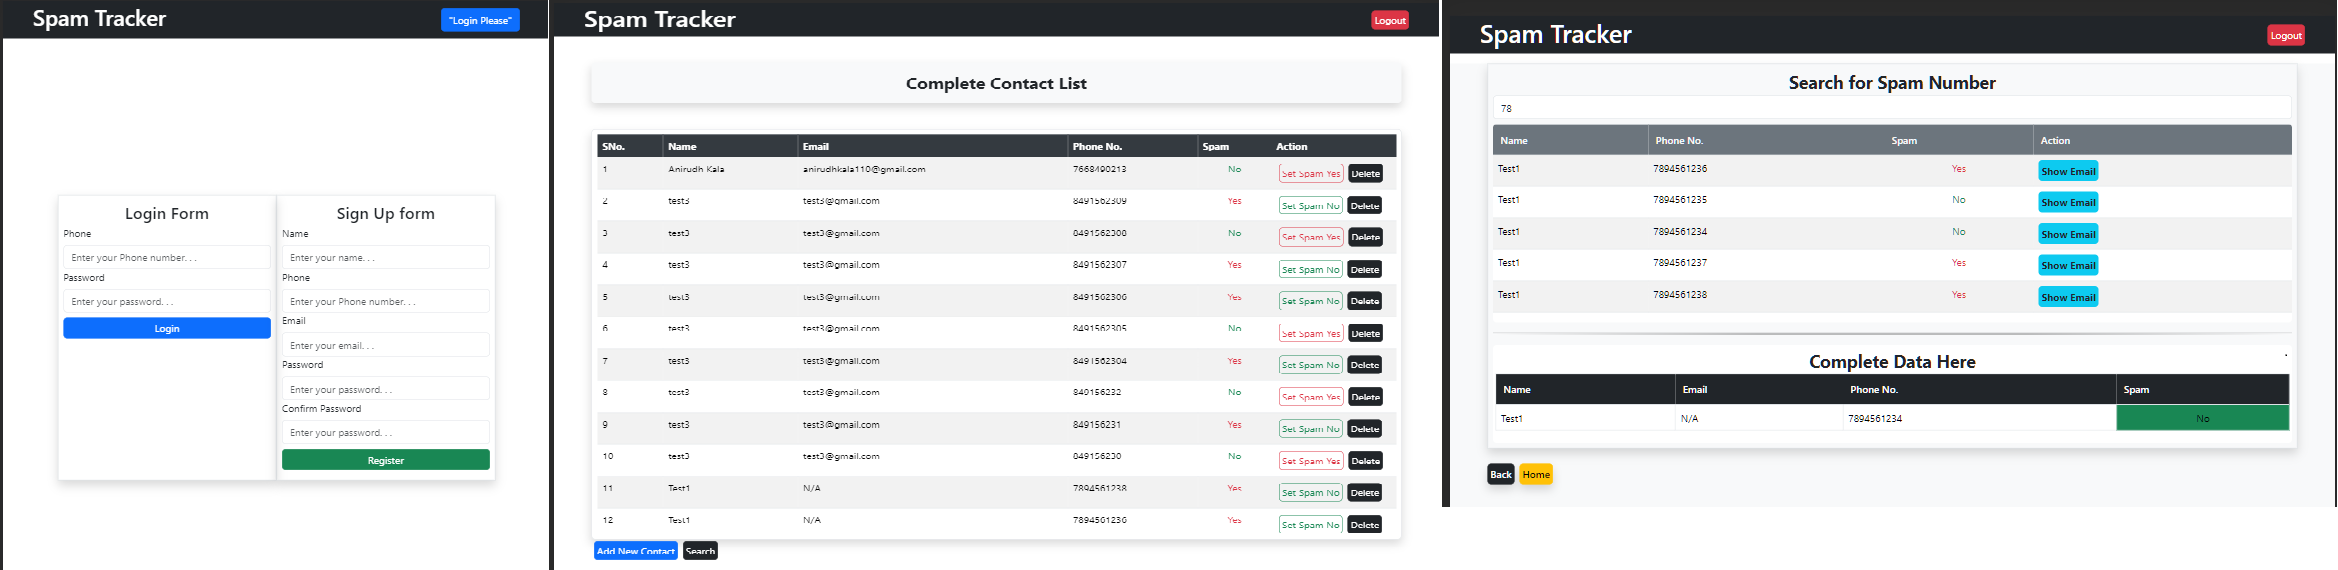 Spam Tracker
"Login Please"
Login Form
Phone
Enter your Phone number. . .
Password
Enter your password. . .
Login
Sign Up form
Name
Enter your name. . .
Phone
Enter your Phone number. . .
Email
Enter your email. . .
Password
Enter your password. . .
Confirm Password
Enter your password. . .
Register
Spam Tracker
Logout
Complete Contact List
SNo. Name Email Phone No. Spam Action
1 Anirudh Kala anirudhkala110@gmail.com 7668490213 No Set Spam Yes Delete
2 test3 test3@gmail.com 8491562309 Yes Set Spam No Delete
3 test3 test3@gmail.com 8491562308 No Set Spam Yes Delete
4 test3 test3@gmail.com 8491562307 Yes Set Spam No Delete
5 test3 test3@gmail.com 8491562306 Yes Set Spam No Delete
6 test3 test3@gmail.com 8491562305 No Set Spam Yes Delete
7 test3 test3@gmail.com 8491562304 Yes Set Spam No Delete
8 test3 test3@gmail.com 849156232 No Set Spam Yes Delete
9 test3 test3@gmail.com 849156231 Yes Set Spam No Delete
10 test3 test3@gmail.com 849156230 No Set Spam Yes Delete
11 Test1 N/A 7894561238 Yes Set Spam No Delete
12 Test1 N/A 7894561236 Yes Set Spam No Delete
Add New Contact Search
Spam Tracker
Logout
Search for Spam Number
78
Name Phone No. Spam Action
Test1 7894561236 Yes Show Email
Test1 7894561235 No Show Email
Test1 7894561234 No Show Email
Test1 7894561237 Yes Show Email
Test1 7894561238 Yes Show Email
Complete Data Here
Name Email Phone No. Spam
Test1 N/A 7894561234 No
Back Home